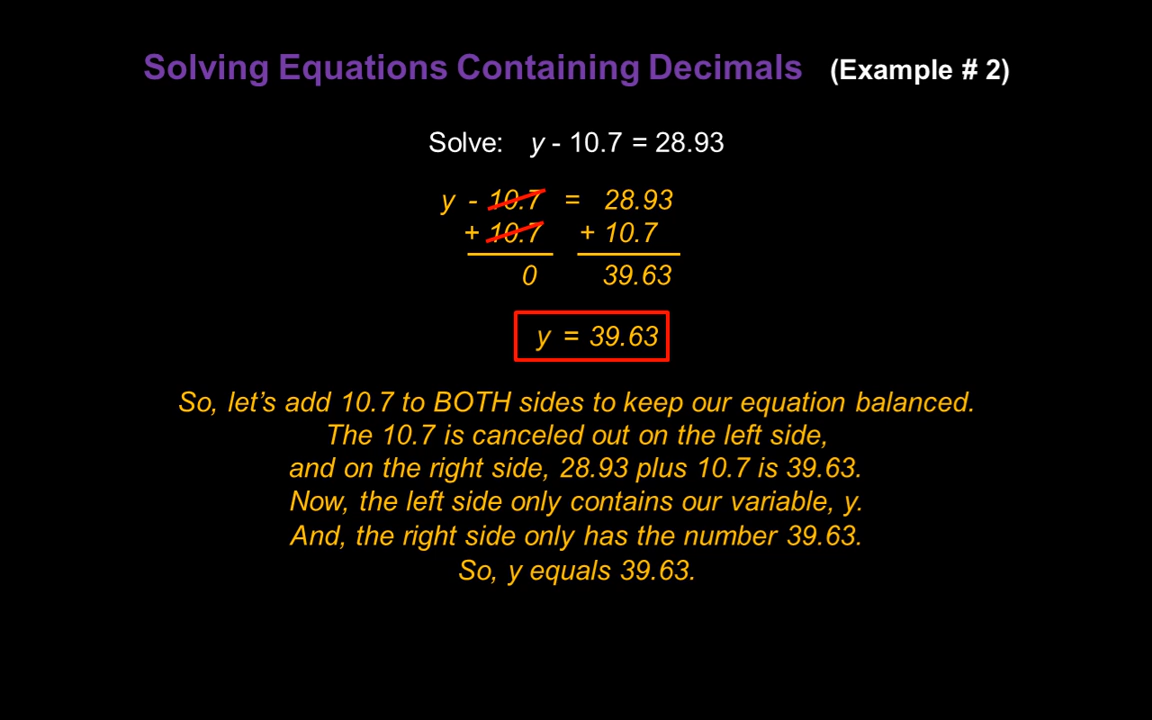 Solving Equations Containing Decimals (Example # 2)
Solve: y - 10.7 = 28.93
y - 10.7 = 28.93
+ 10.7 + 10.7
0 39.63
y = 39.63
So, let's add 10.7 to BOTH sides to keep our equation balanced.
The 10.7 is canceled out on the left side,
and on the right side, 28.93 plus 10.7 is 39.63.
Now, the left side only contains our variable, y.
And, the right side only has the number 39.63.
So, y equals 39.63.